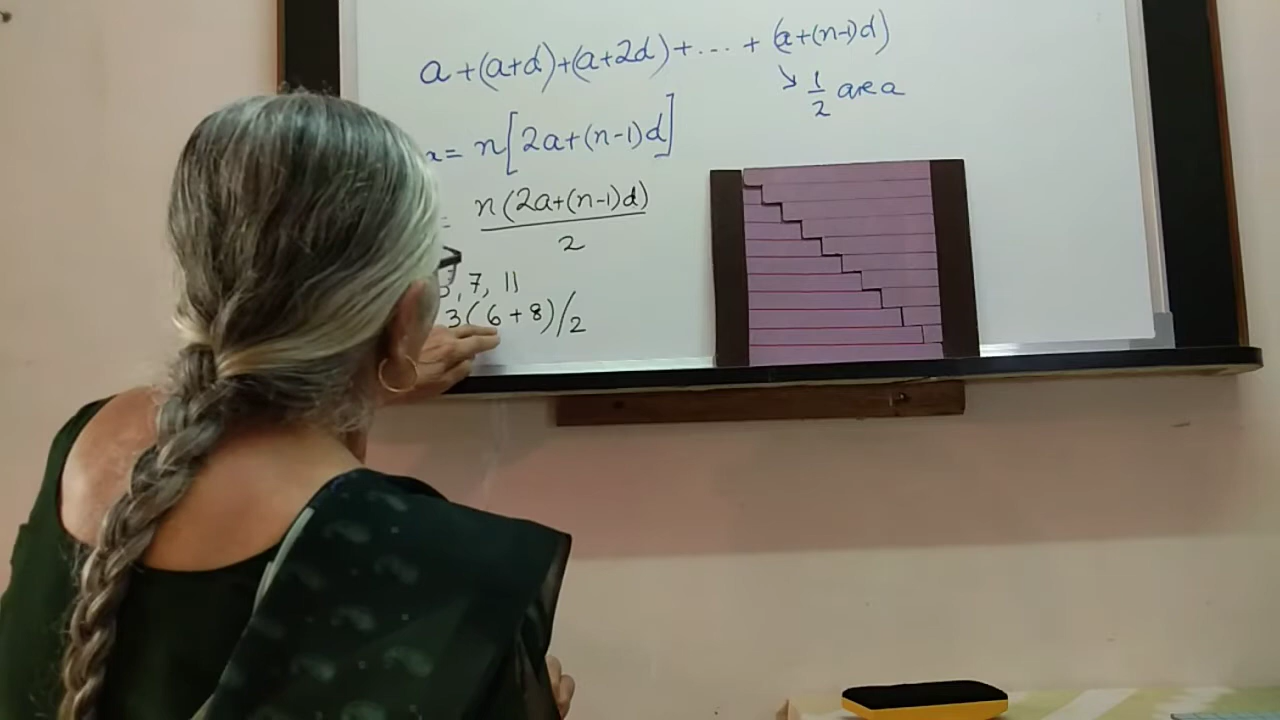 a + (a+d) + (a+2d) + ... + (a+(n-1)d)
↘ 1/2 area
= n[2a+(n-1)d]
= n(2a+(n-1)d) / 2
, 7, 11
3(6+8)/2